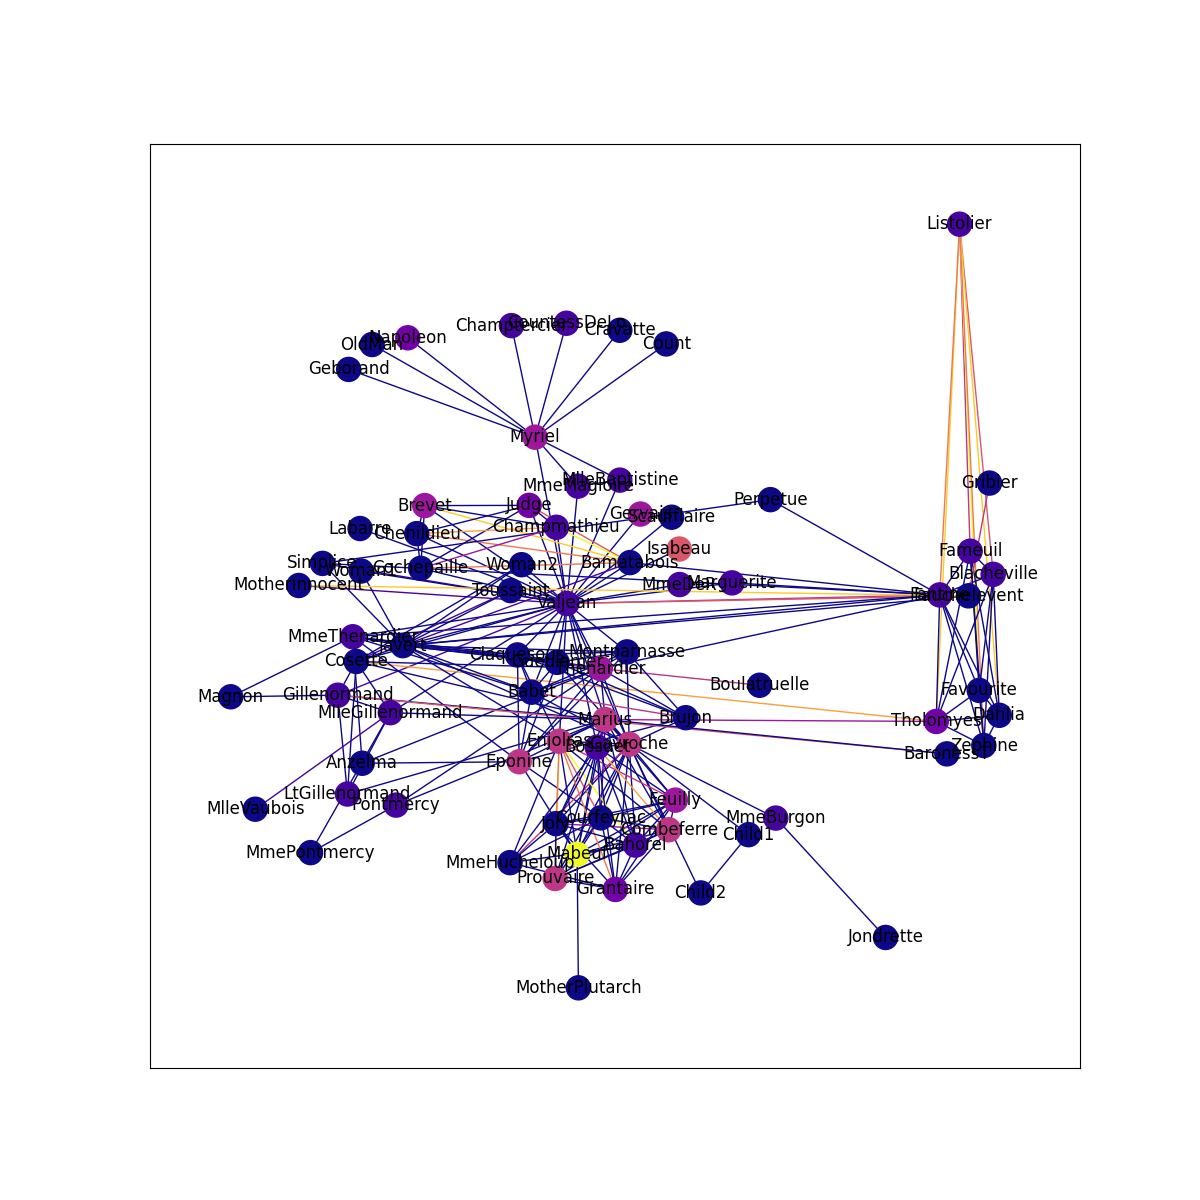 Listolier
Napoleon
OldMan
Champtercier
CountessDeLo
Cravatte
Count
Geborand
Myriel
MlleBaptistine
MmeMagloire
Gribier
Perpetue
Brevet
Judge
Gervais
Scaufflaire
Labarre
Chenildieu
Champmathieu
Isabeau
Fameuil
Simplice
Woman1
Cochepaille
Woman2
Bamatabois
Blacheville
MotherInnocent
Toussaint
MmeDeR
Marguerite
Valjean
Fantine
Fauchelevent
MmeThenardier
Javert
Cosette
Claquesous
Gueulemer
Montparnasse
Thenardier
Magnon
Gillenormand
Babet
Boulatruelle
Favourite
MlleGillenormand
Marius
Brujon
Tholomyes
Dahlia
Enjolras
Bossuet
Gavroche
Zephine
BaronessT
Anzelma
Eponine
LtGillenormand
Pontmercy
MlleVaubois
Feuilly
Joly
Courfeyrac
Combeferre
MmeBurgon
Child1
Bahorel
MmePontmercy
Mabeuf
MmeHucheloup
Prouvaire
Grantaire
Child2
Jondrette
MotherPlutarch